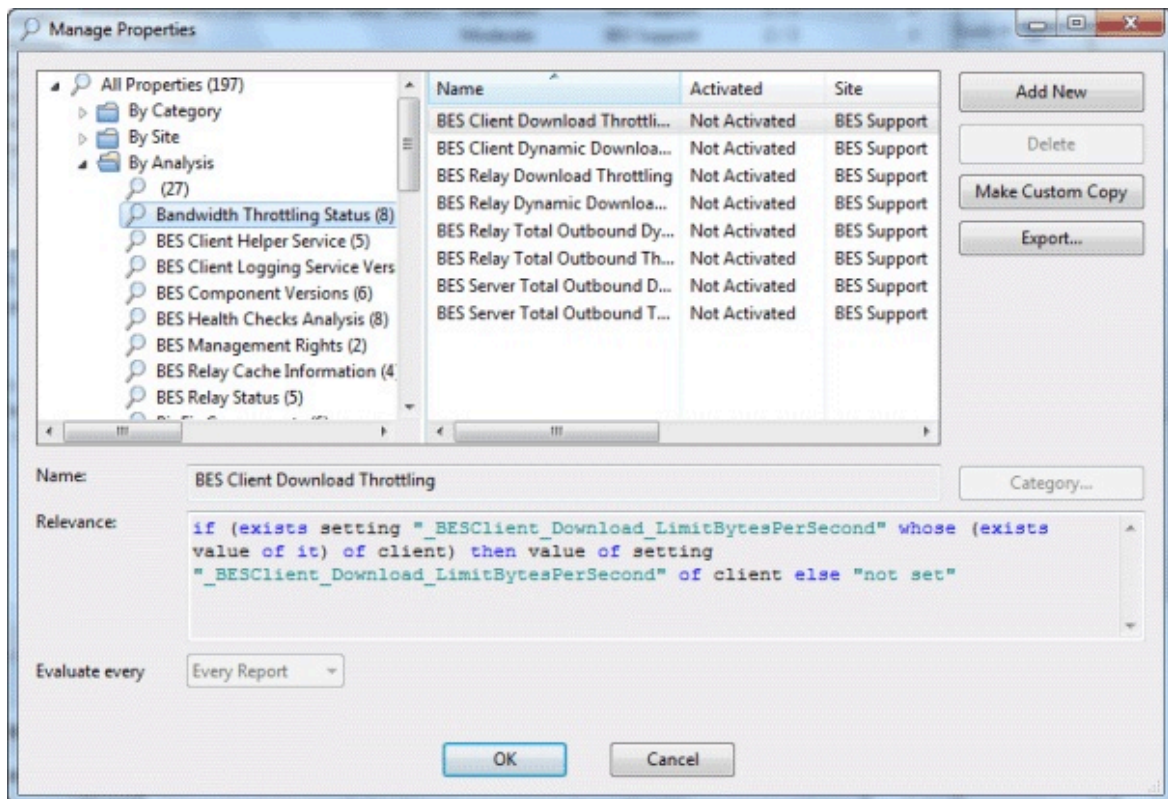 Manage Properties
All Properties (197)
By Category
By Site
By Analysis
(27)
Bandwidth Throttling Status (8)
BES Client Helper Service (5)
BES Client Logging Service Vers
BES Component Versions (6)
BES Health Checks Analysis (8)
BES Management Rights (2)
BES Relay Cache Information (4
BES Relay Status (5)
Name Activated Site
BES Client Download Throttli... Not Activated BES Support
BES Client Dynamic Downloa... Not Activated BES Support
BES Relay Download Throttling Not Activated BES Support
BES Relay Dynamic Downloa... Not Activated BES Support
BES Relay Total Outbound Dy... Not Activated BES Support
BES Relay Total Outbound Th... Not Activated BES Support
BES Server Total Outbound D... Not Activated BES Support
BES Server Total Outbound T... Not Activated BES Support
Add New
Delete
Make Custom Copy
Export...
Name: BES Client Download Throttling
Category...
Relevance:
if (exists setting "_BESClient_Download_LimitBytesPerSecond" whose (exists
value of it) of client) then value of setting
"_BESClient_Download_LimitBytesPerSecond" of client else "not set"
Evaluate every Every Report
OK Cancel